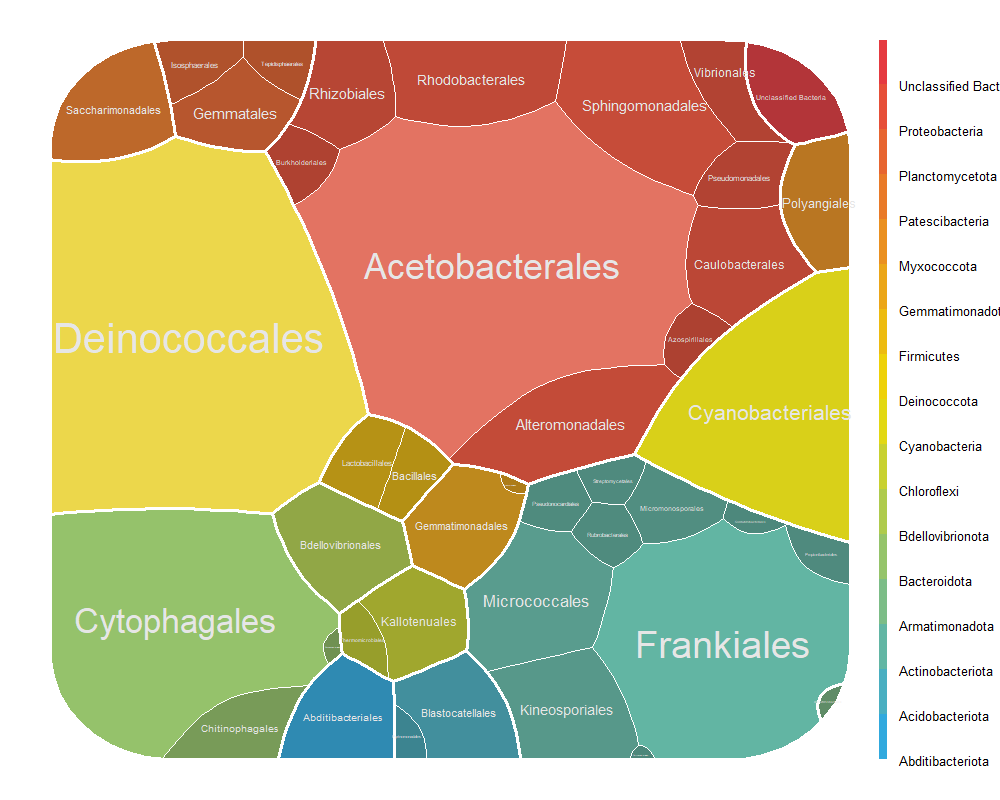 Isosphaerales
Tepidisphaerales
Saccharimonadales
Gemmatales
Rhizobiales
Rhodobacterales
Sphingomonadales
Vibrionales
Unclassified Bacteria
Burkholderiales
Pseudomonadales
Polyangiales
Acetobacterales
Caulobacterales
Deinococcales
Azospirillales
Cyanobacteriales
Alteromonadales
Lactobacillales
Bacillales
Streptomycetales
Pseudonocardiales
Micromonosporales
Gemmatimonadales
Rubrobacterales
Bdellovibrionales
Propionibacteriales
Cytophagales
Kallotenuales
Micrococcales
Thermomicrobiales
Frankiales
Chitinophagales
Abditibacteriales
Blastocatellales
Kineosporiales
Unclassified Bact
Proteobacteria
Planctomycetota
Patescibacteria
Myxococcota
Gemmatimonadot
Firmicutes
Deinococcota
Cyanobacteria
Chloroflexi
Bdellovibrionota
Bacteroidota
Armatimonadota
Actinobacteriota
Acidobacteriota
Abditibacteriota